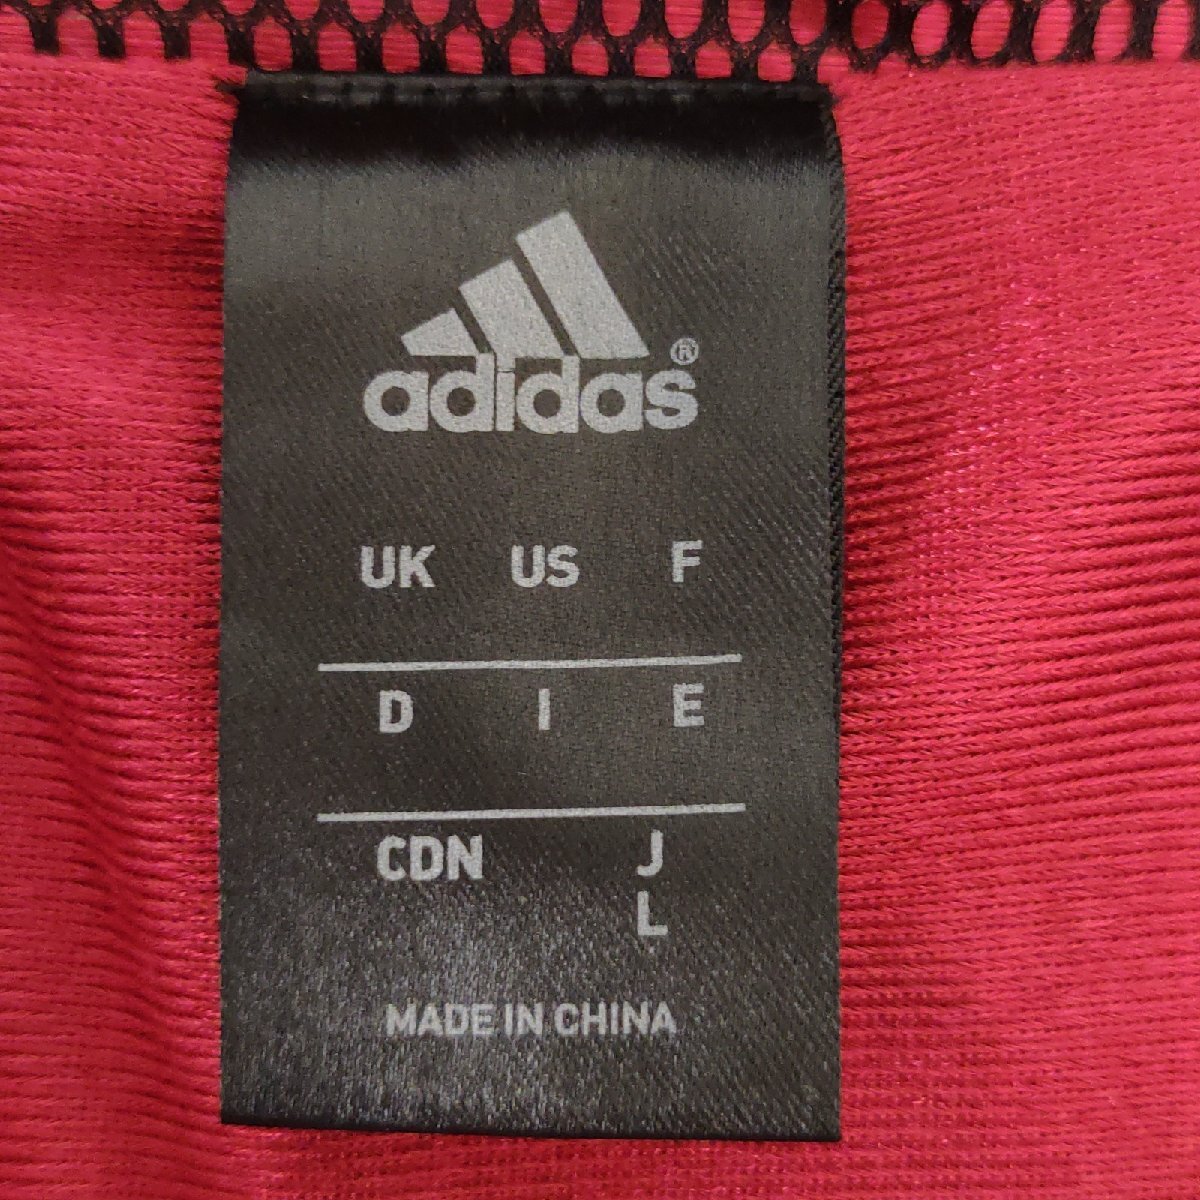 adidas®
UK US F
D I E
CDN J
L
MADE IN CHINA